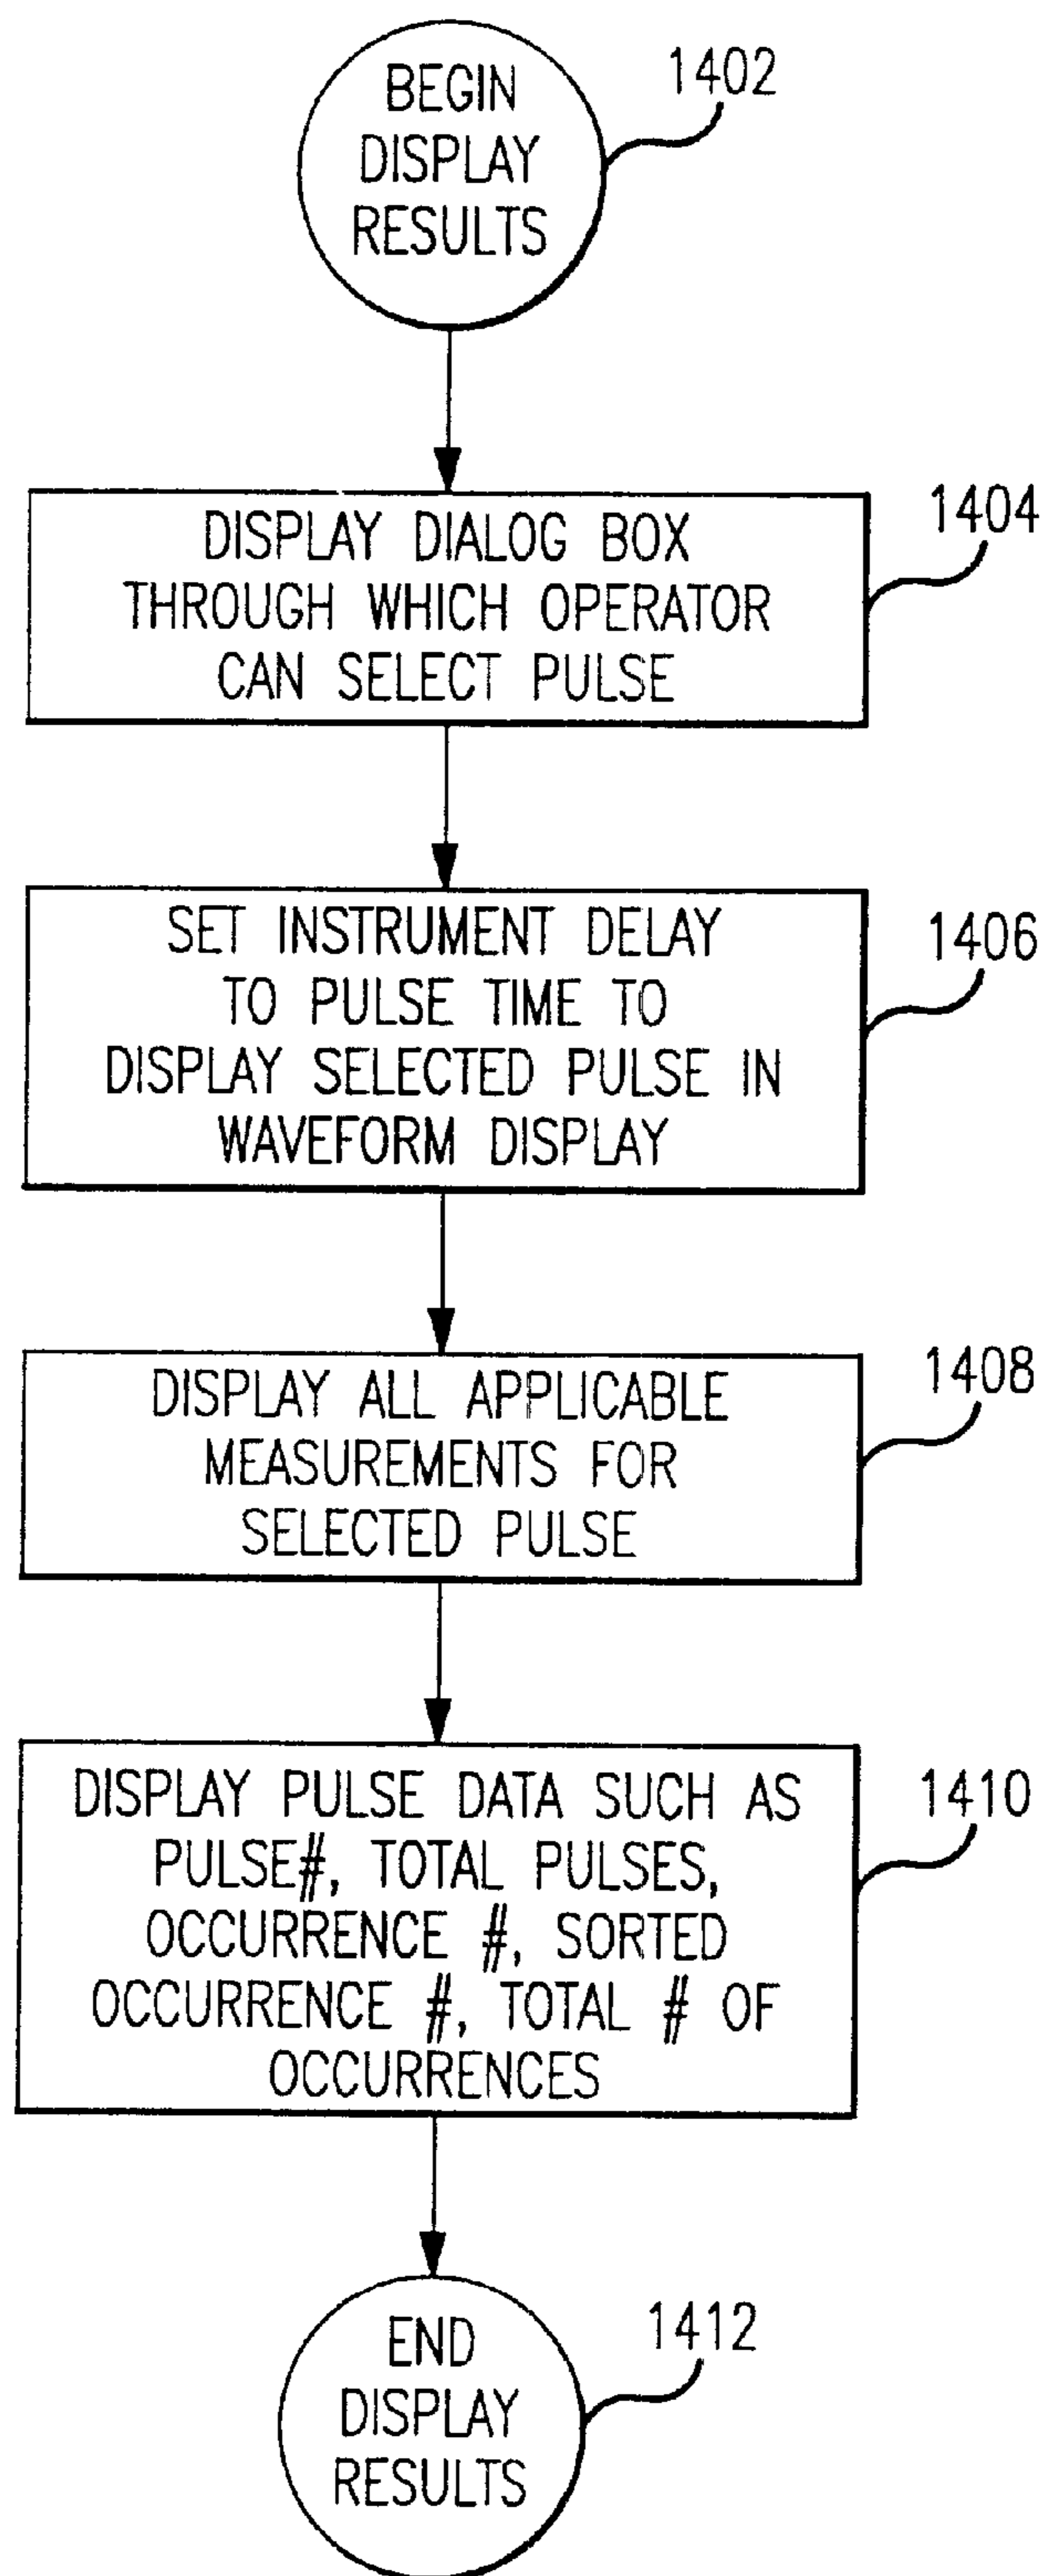 BEGIN
DISPLAY
RESULTS
1402
DISPLAY DIALOG BOX
THROUGH WHICH OPERATOR
CAN SELECT PULSE
1404
SET INSTRUMENT DELAY
TO PULSE TIME TO
DISPLAY SELECTED PULSE IN
WAVEFORM DISPLAY
1406
DISPLAY ALL APPLICABLE
MEASUREMENTS FOR
SELECTED PULSE
1408
DISPLAY PULSE DATA SUCH AS
PULSE#, TOTAL PULSES,
OCCURRENCE #, SORTED
OCCURRENCE #, TOTAL # OF
OCCURRENCES
1410
END
DISPLAY
RESULTS
1412